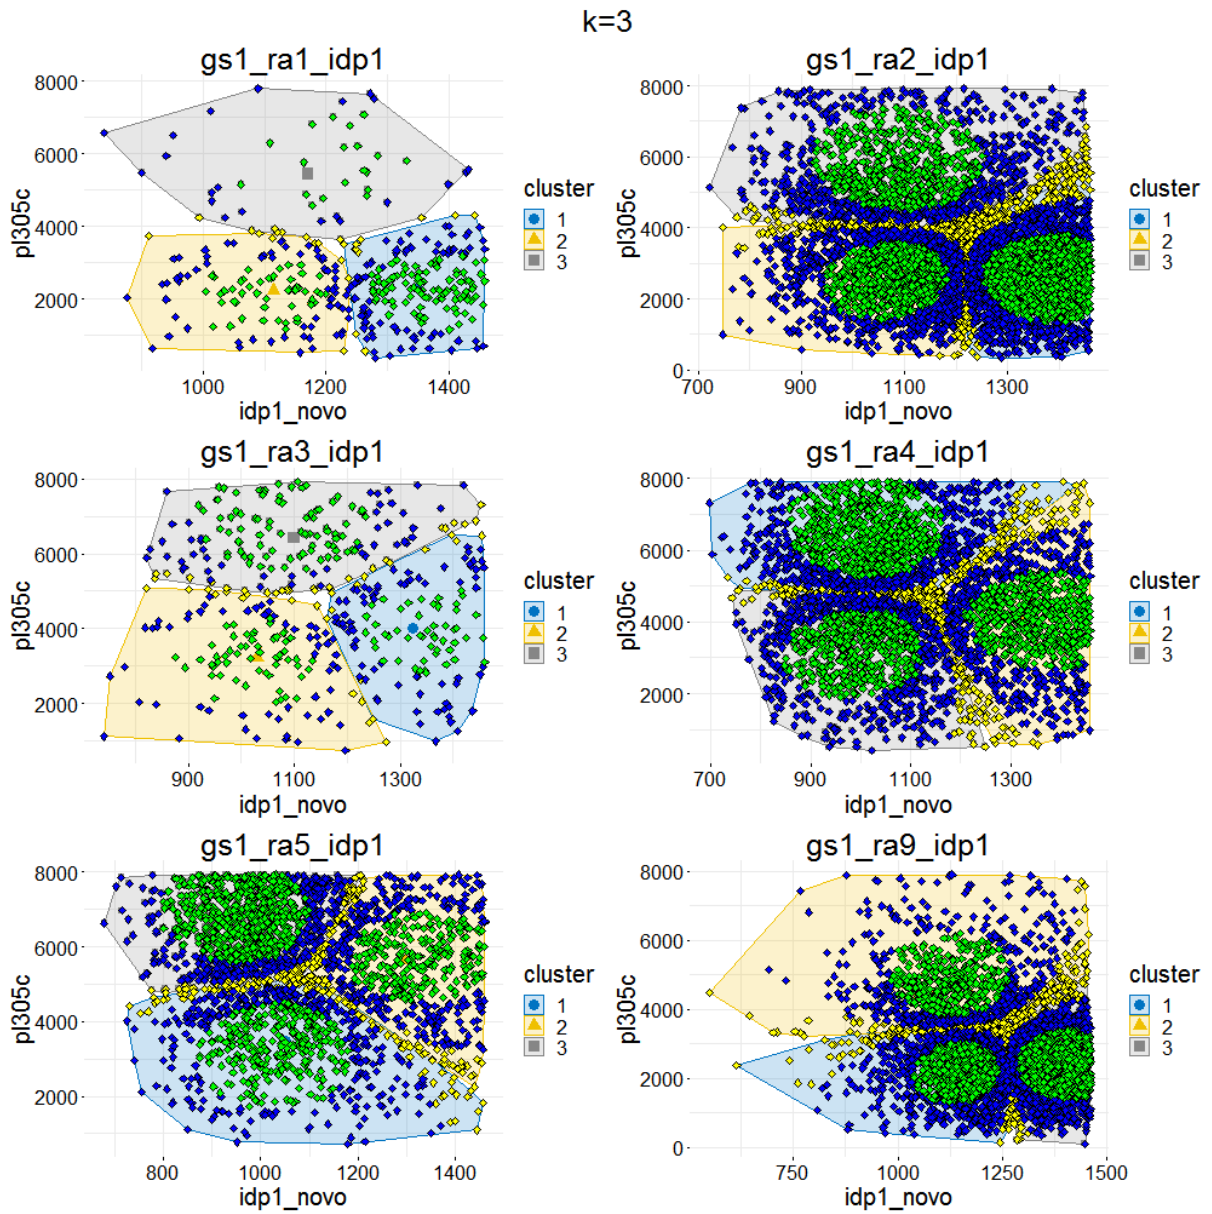 k=3
gs1_ra1_idp1
8000
6000
4000
2000
pl305c
1000 1200 1400
idp1_novo
cluster
1
2
3
gs1_ra2_idp1
8000
6000
4000
2000
0
pl305c
700 900 1100 1300
idp1_novo
cluster
1
2
3
gs1_ra3_idp1
8000
6000
4000
2000
pl305c
900 1100 1300
idp1_novo
cluster
1
2
3
gs1_ra4_idp1
8000
6000
4000
2000
pl305c
700 900 1100 1300
idp1_novo
cluster
1
2
3
gs1_ra5_idp1
8000
6000
4000
2000
pl305c
800 1000 1200 1400
idp1_novo
cluster
1
2
3
gs1_ra9_idp1
8000
6000
4000
2000
0
pl305c
750 1000 1250 1500
idp1_novo
cluster
1
2
3